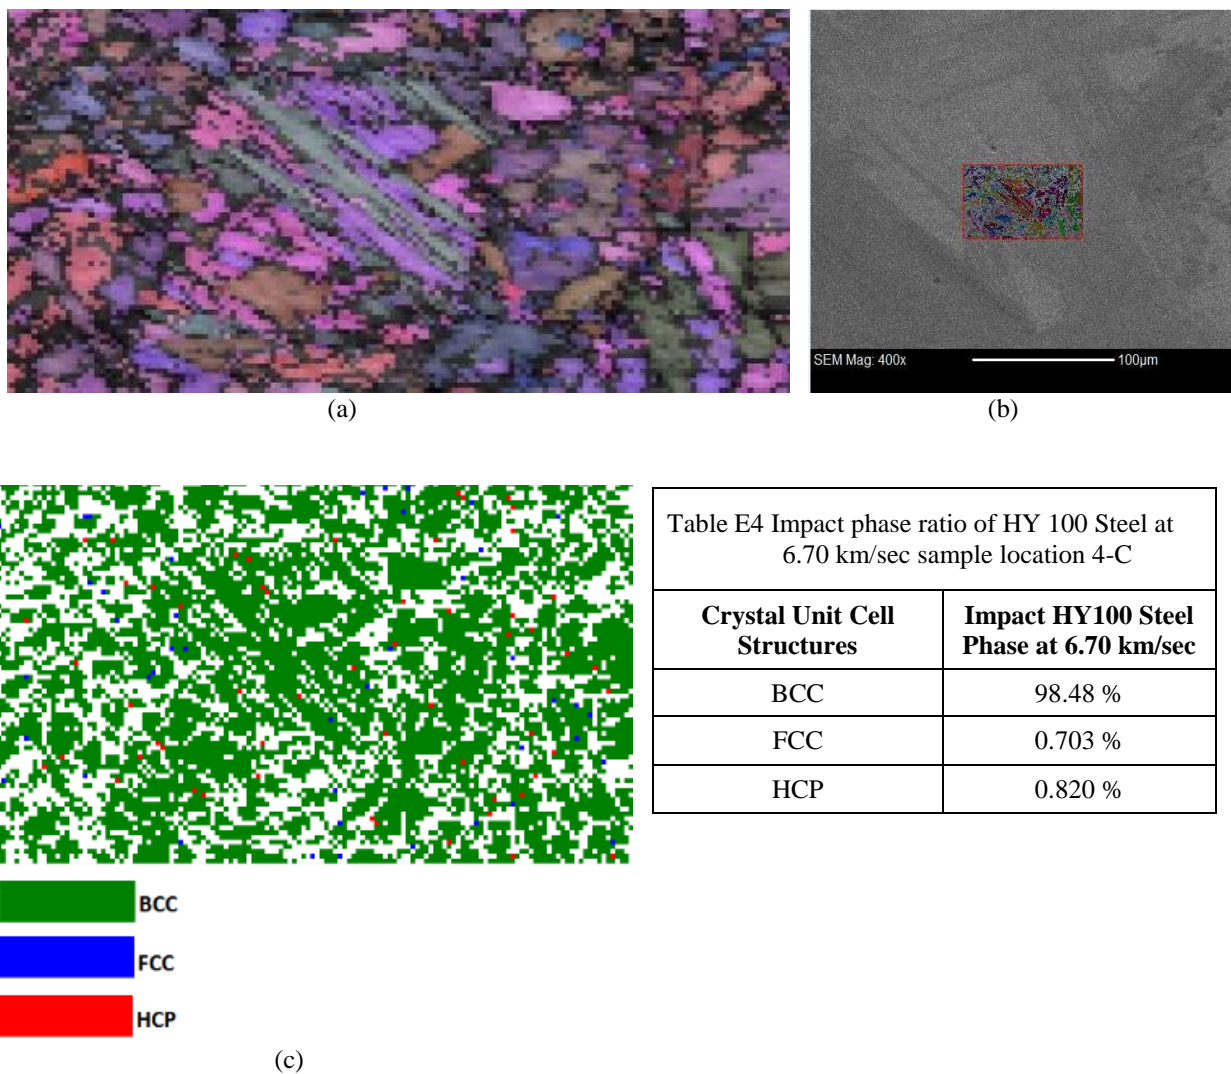 SEM Mag: 400x 100µm
(a)
(b)
Table E4 Impact phase ratio of HY 100 Steel at
6.70 km/sec sample location 4-C
Crystal Unit Cell Structures | Impact HY100 Steel Phase at 6.70 km/sec
BCC 98.48 %
FCC 0.703 %
HCP 0.820 %
BCC
FCC
HCP
(c)